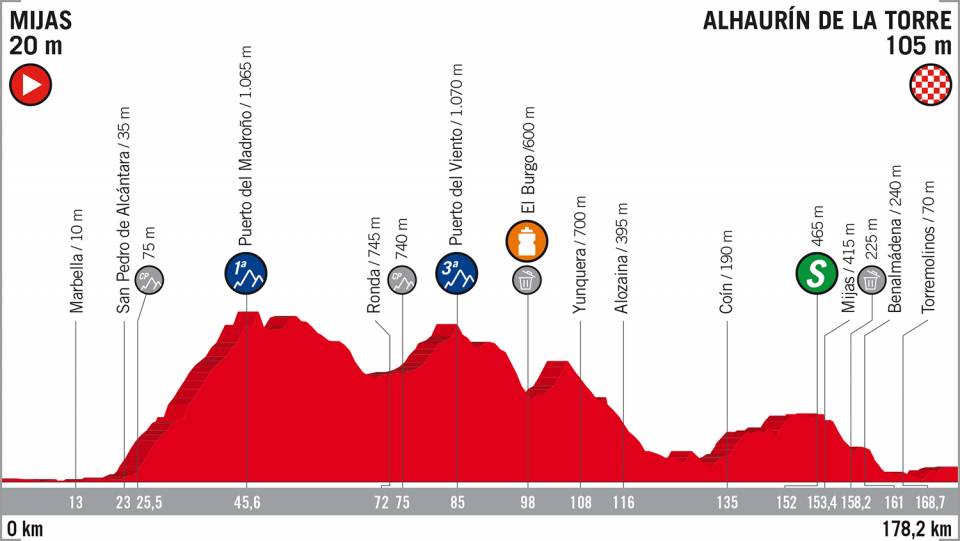 MIJAS
20 m
ALHAURÍN DE LA TORRE
105 m
Marbella / 10 m
San Pedro de Alcántara / 35 m
CP
75 m
1ª
Puerto del Madroño / 1.065 m
Ronda / 745 m
CP
740 m
3ª
Puerto del Viento / 1.070 m
El Burgo /600 m
Yunquera / 700 m
Alozaina / 395 m
Coín / 190 m
S
465 m
Mijas / 415 m
225 m
Benalmádena / 240 m
Torremolinos / 70 m
13 23 25,5 45,6 72 75 85 98 108 116 135 152 153,4 158,2 161 168,7
0 km
178,2 km